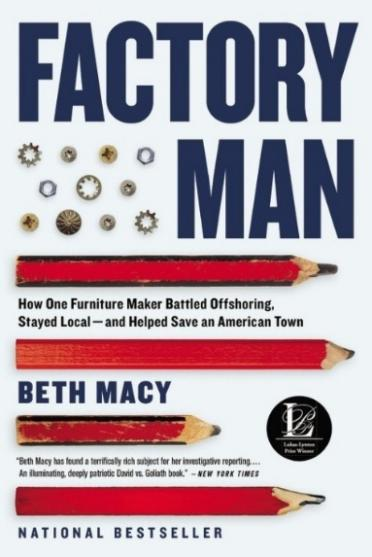 FACTORY
MAN
How One Furniture Maker Battled Offshoring,
Stayed Local—and Helped Save an American Town
BETH MACY
Lukas-Lynton
Prize Winner
"Beth Macy has found a terrifically rich subject for her investigative reporting....
An illuminating, deeply patriotic David vs. Goliath book." – NEW YORK TIMES
NATIONAL BESTSELLER